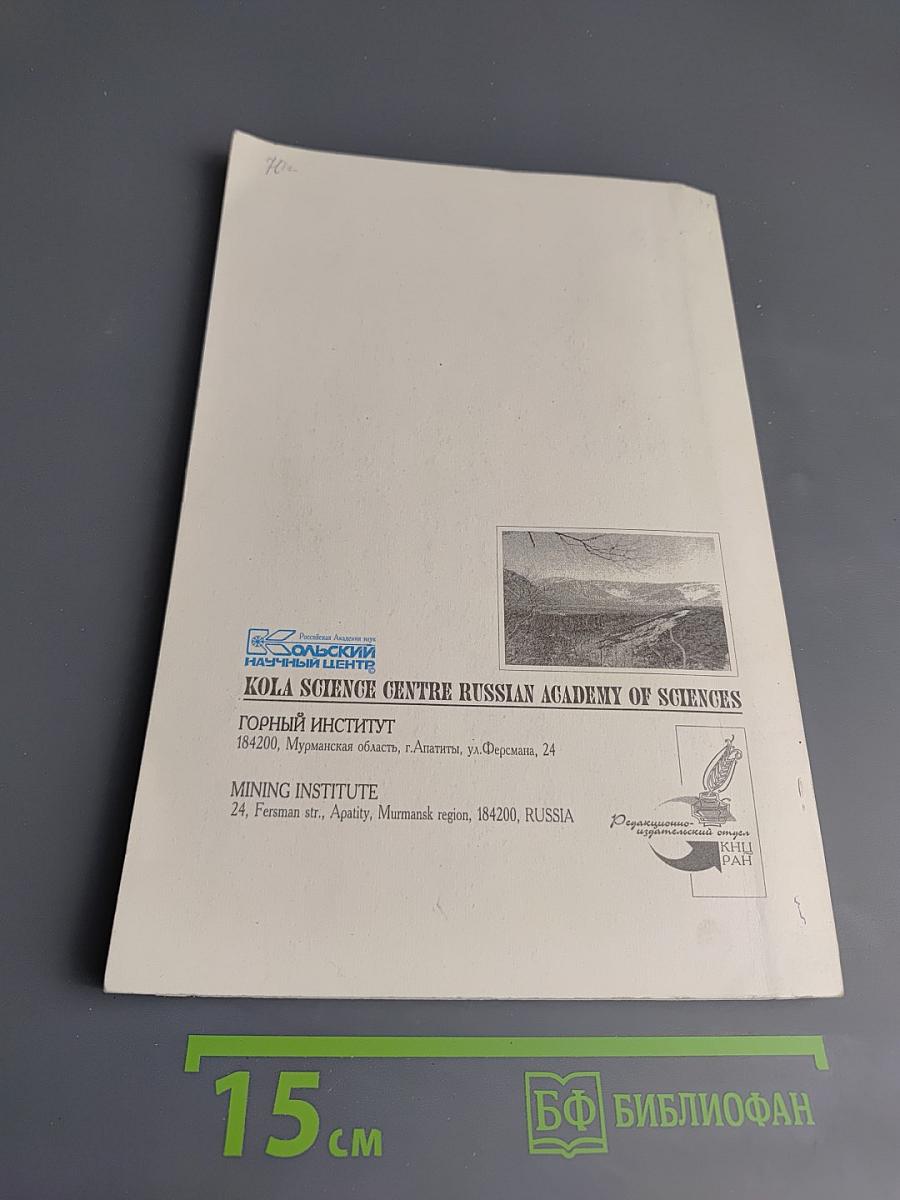 Российская Академия наук
КОЛЬСКИЙ
НАУЧНЫЙ ЦЕНТР
KOLA SCIENCE CENTRE RUSSIAN ACADEMY OF SCIENCES
ГОРНЫЙ ИНСТИТУТ
184200, Мурманская область, г.Апатиты, ул.Ферсмана, 24
MINING INSTITUTE
24, Fersman str., Apatity, Murmansk region, 184200, RUSSIA
Редакционно-
издательский отдел
КНЦ
РАН
15 см
БФ БИБЛИОФАН